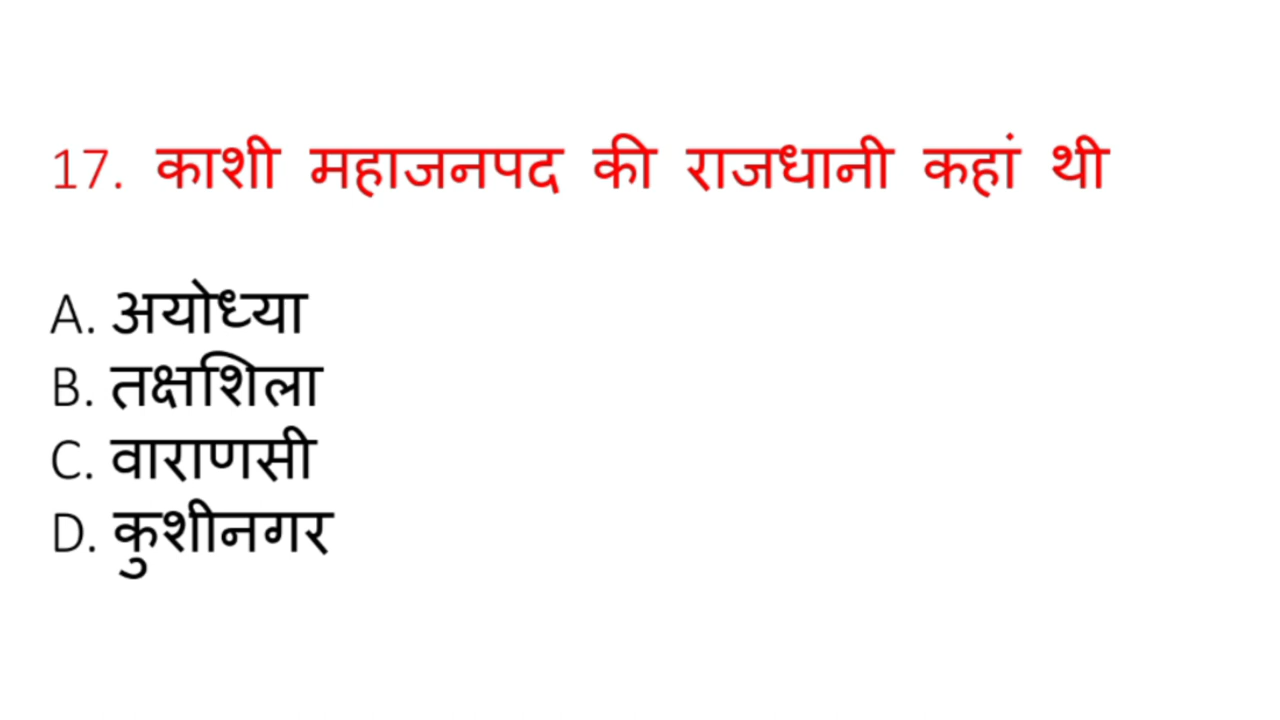 17. काशी महाजनपद की राजधानी कहां थी
A. अयोध्या
B. तक्षशिला
C. वाराणसी
D. कुशीनगर